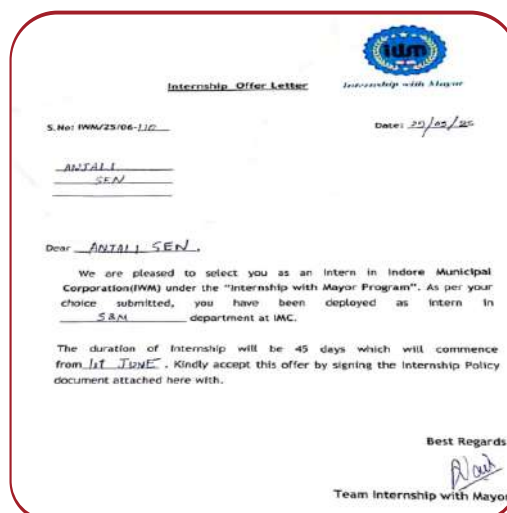 iwm
Internship with Mayor
Internship Offer Letter
S.No: IWM/25/06-110
Date: 29/05/25
ANJALI
SEN
Dear ANJALI SEN,
We are pleased to select you as an intern in Indore Municipal
Corporation(IWM) under the "Internship with Mayor Program". As per your
choice submitted, you have been deployed as intern in
SBM department at IMC.
The duration of Internship will be 45 days which will commence
from 1st JUNE. Kindly accept this offer by signing the Internship Policy
document attached here with.
Best Regards
Team Internship with Mayor